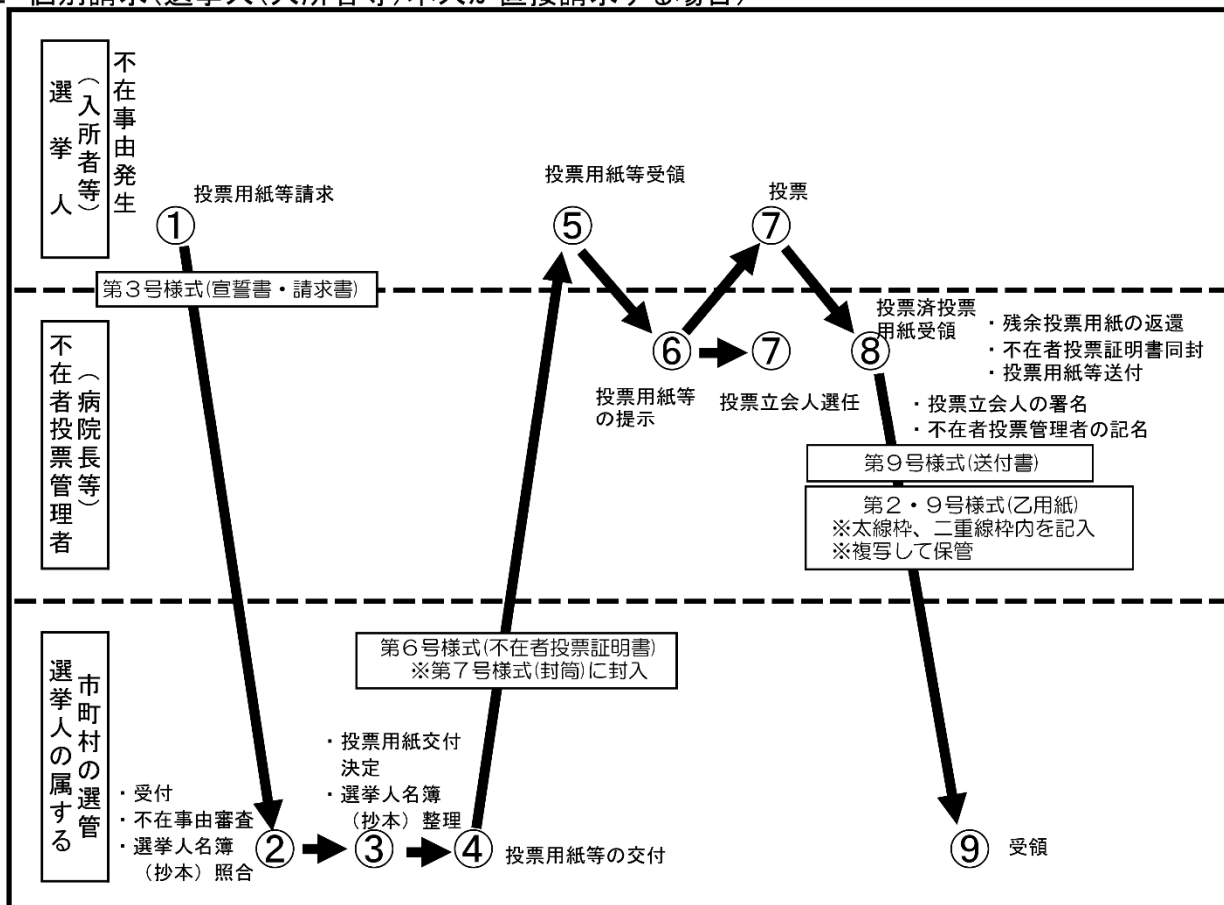 個別請求(選挙人(入所者等)本人が直接請求する場合)
選挙人
（入所者等）
不在事由発生
投票用紙等請求
①
第３号様式(宣誓書・請求書)
投票用紙等受領
⑤
投票
⑦
不在者投票管理者
（病院長等）
⑥
投票用紙等
の提示
⑦
投票立会人選任
投票済投票
用紙受領
⑧
・残余投票用紙の返還
・不在者投票証明書同封
・投票用紙等送付
・投票立会人の署名
・不在者投票管理者の記名
第９号様式(送付書)
第２・９号様式(乙用紙)
※太線枠、二重線枠内を記入
※複写して保管
選挙人の属する
市町村の選管
・受付
・不在事由審査
・選挙人名簿
（抄本）照合
②
・投票用紙交付
決定
・選挙人名簿
（抄本）整理
③
④
投票用紙等の交付
第６号様式(不在者投票証明書)
※第７号様式(封筒)に封入
⑨
受領